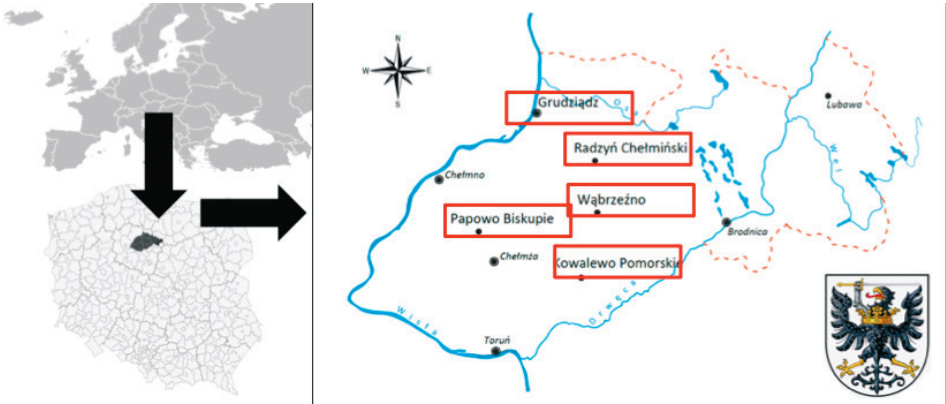 N
W
E
S
Grudziądz
Osa
Lubawa
Radzyń Chełmiński
Chełmno
Wel
Wąbrzeźno
Papowo Biskupie
Brodnica
Chełmża
Kowalewo Pomorskie
Drwęca
Wisła
Toruń